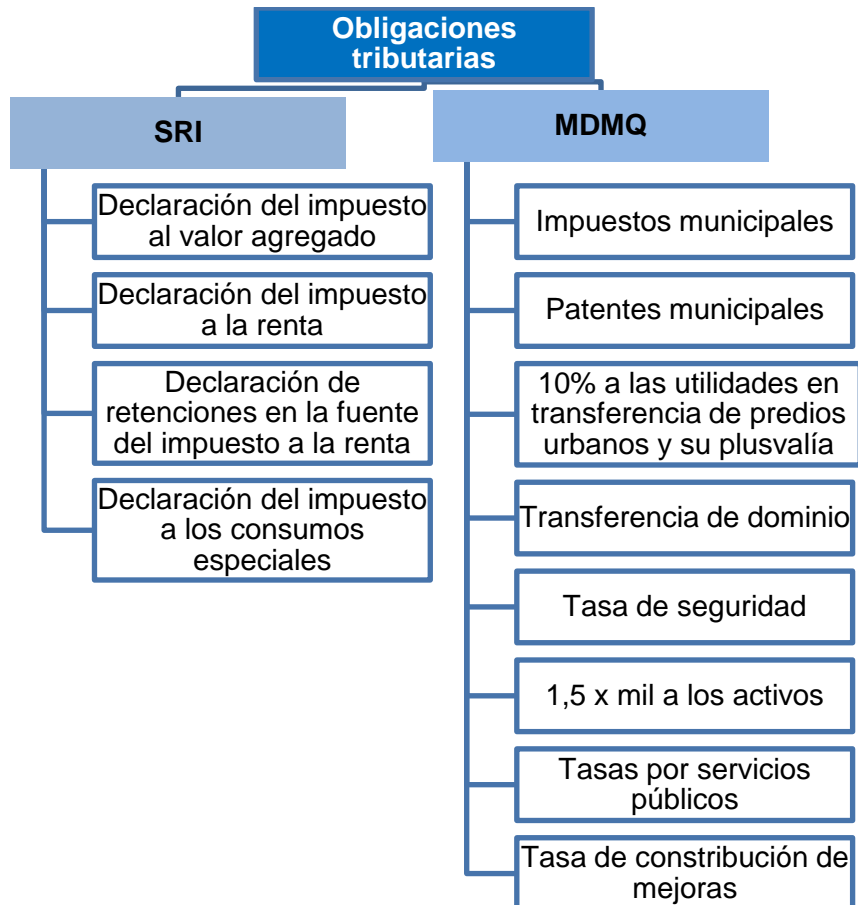 Obligaciones
tributarias
SRI
Declaración del impuesto
al valor agregado
Declaración del impuesto
a la renta
Declaración de
retenciones en la fuente
del impuesto a la renta
Declaración del impuesto
a los consumos
especiales
MDMQ
Impuestos municipales
Patentes municipales
10% a las utilidades en
transferencia de predios
urbanos y su plusvalía
Transferencia de dominio
Tasa de seguridad
1,5 x mil a los activos
Tasas por servicios
públicos
Tasa de constribución de
mejoras